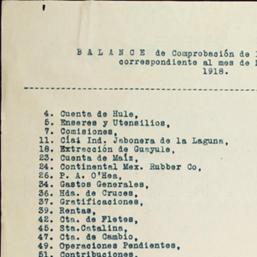 BALANCE de Comprobación de
correspondiente al mes de
1918.
4. Cuenta de Hule,
5. Enseres y Utensilios,
7. Comisiones,
11. Cía. Ind. Jabonera de la Laguna,
18. Extracción de Guayule,
23. Cuenta de Maíz,
24. Continental Mex. Rubber Co,
26. P. A. O'Hea,
34. Gastos Generales,
36. Hda. de Cruces,
37. Gratificaciones,
39. Rentas,
42. Cta. de Fletes,
45. Sta. Catalina,
47. Cta. de Cambio,
49. Operaciones Pendientes,
51. Contribuciones.